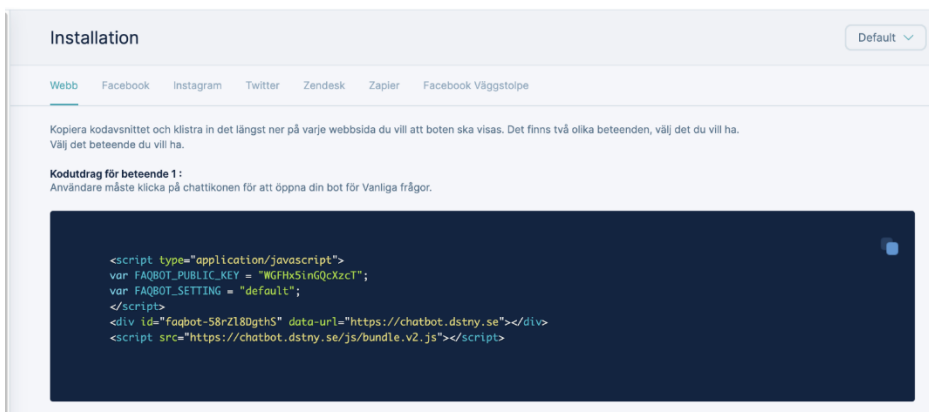 Installation
Default
Webb Facebook Instagram Twitter Zendesk Zapier Facebook Väggstolpe
Kopiera kodavsnittet och klistra in det längst ner på varje webbsida du vill att boten ska visas. Det finns två olika beteenden, välj det du vill ha.
Välj det beteende du vill ha.
Kodutdrag för beteende 1 :
Användare måste klicka på chattikonen för att öppna din bot för Vanliga frågor.
<script type="application/javascript">
var FAQBOT_PUBLIC_KEY = "WGFHx5inGQcXzcT";
var FAQBOT_SETTING = "default";
</script>
<div id="faqbot-58rZl8DgthS" data-url="https://chatbot.dstny.se"></div>
<script src="https://chatbot.dstny.se/js/bundle.v2.js"></script>